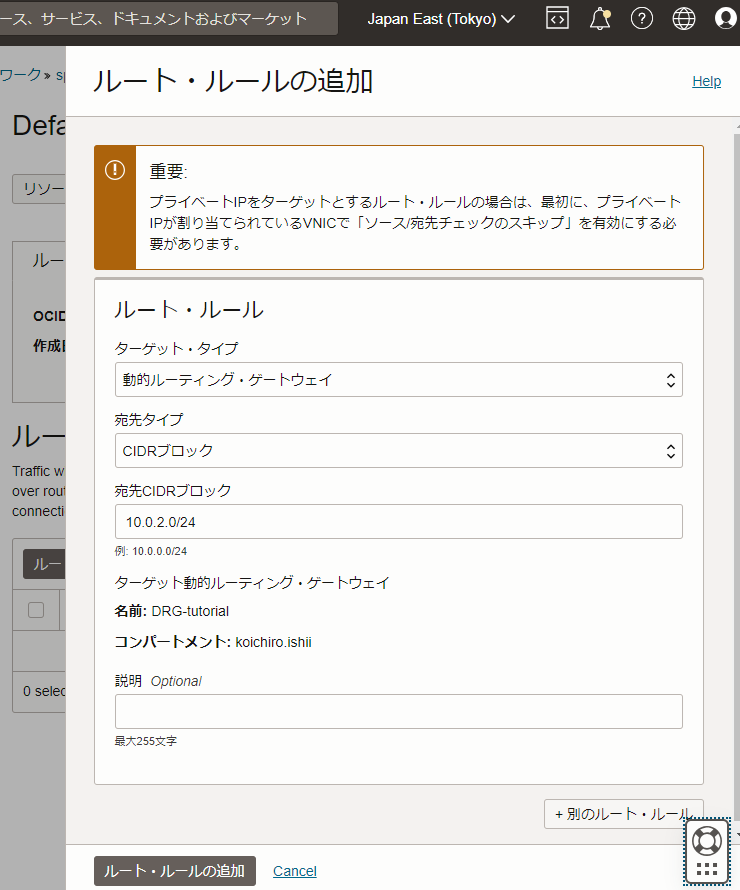 ース、サービス、ドキュメントおよびマーケット
Japan East (Tokyo)
ワーク »
ルート・ルールの追加
Help
Defa
リソー
重要:
プライベートIPをターゲットとするルート・ルールの場合は、最初に、プライベート
IPが割り当てられているVNICで「ソース/宛先チェックのスキップ」を有効にする必
要があります。
ルー
OCID
作成日
ルート・ルール
ターゲット・タイプ
動的ルーティング・ゲートウェイ
宛先タイプ
CIDRブロック
ルー
Traffic w
over rout
connecti
宛先CIDRブロック
10.0.2.0/24
例: 10.0.0.0/24
ルー
ターゲット動的ルーティング・ゲートウェイ
名前: DRG-tutorial
コンパートメント: koichiro.ishii
0 selec
説明 Optional
最大255文字
+ 別のルート・ルール
ルート・ルールの追加
Cancel